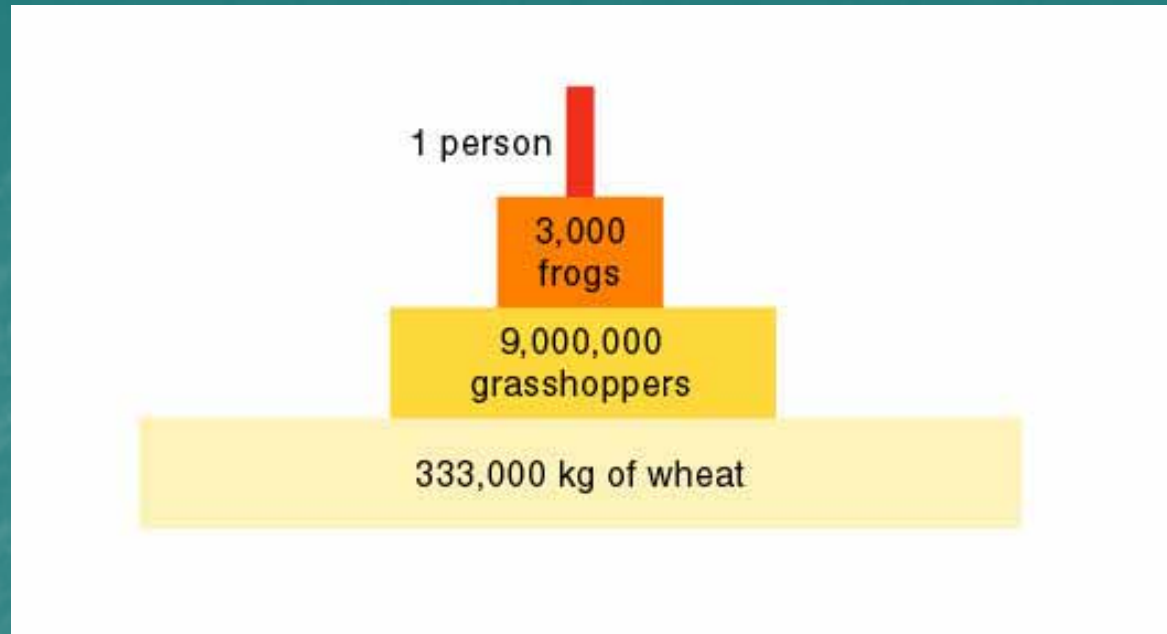 1 person
3,000
frogs
9,000,000
grasshoppers
333,000 kg of wheat